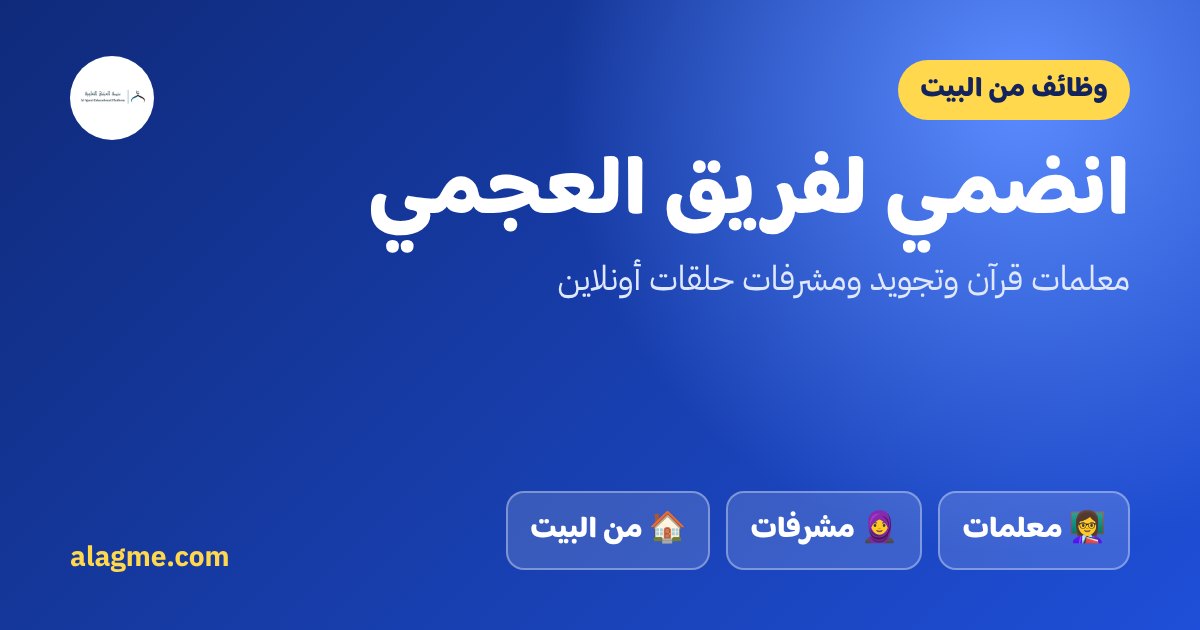 وظائف من البيت
انضمي لفريق العجمي
معلمات قرآن وتجويد ومشرفات حلقات أونلاين
معلمات
مشرفات
من البيت
alagme.com